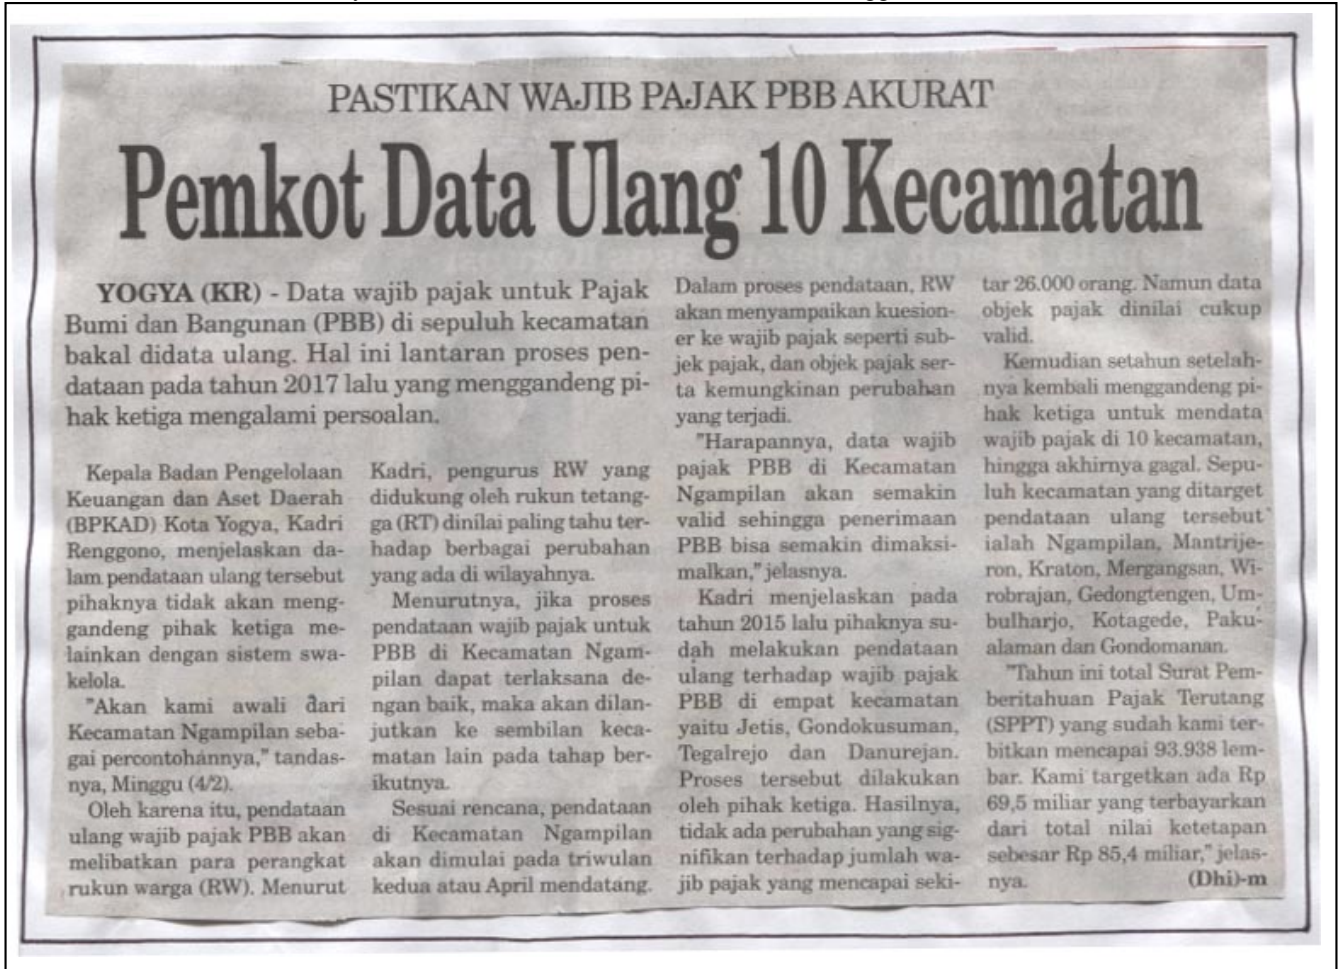 PASTIKAN WAJIB PAJAK PBB AKURAT
Pemkot Data Ulang 10 Kecamatan
YOGYA (KR) - Data wajib pajak untuk Pajak
Bumi dan Bangunan (PBB) di sepuluh kecamatan
bakal didata ulang. Hal ini lantaran proses pen-
dataan pada tahun 2017 lalu yang menggandeng pi-
hak ketiga mengalami persoalan.
Kepala Badan Pengelolaan
Keuangan dan Aset Daerah
(BPKAD) Kota Yogya, Kadri
Renggono, menjelaskan da-
lam pendataan ulang tersebut
pihaknya tidak akan meng-
gandeng pihak ketiga me-
lainkan dengan sistem swa-
kelola.
"Akan kami awali dari
Kecamatan Ngampilan seba-
gai percontohannya," tandas-
nya, Minggu (4/2).
Oleh karena itu, pendataan
ulang wajib pajak PBB akan
melibatkan para perangkat
rukun warga (RW). Menurut
Kadri, pengurus RW yang
didukung oleh rukun tetang-
ga (RT) dinilai paling tahu ter-
hadap berbagai perubahan
yang ada di wilayahnya.
Menurutnya, jika proses
pendataan wajib pajak untuk
PBB di Kecamatan Ngam-
pilan dapat terlaksana de-
ngan baik, maka akan dilan-
jutkan ke sembilan keca-
matan lain pada tahap ber-
ikutnya.
Sesuai rencana, pendataan
di Kecamatan Ngampilan
akan dimulai pada triwulan
kedua atau April mendatang.
Dalam proses pendataan, RW
akan menyampaikan kuesion-
er ke wajib pajak seperti sub-
jek pajak, dan objek pajak ser-
ta kemungkinan perubahan
yang terjadi.
"Harapannya, data wajib
pajak PBB di Kecamatan
Ngampilan akan semakin
valid sehingga penerimaan
PBB bisa semakin dimaksi-
malkan," jelasnya.
Kadri menjelaskan pada
tahun 2015 lalu pihaknya su-
dah melakukan pendataan
ulang terhadap wajib pajak
PBB di empat kecamatan
yaitu Jetis, Gondokusuman,
Tegalrejo dan Danurejan.
Proses tersebut dilakukan
oleh pihak ketiga. Hasilnya,
tidak ada perubahan yang sig-
nifikan terhadap jumlah wa-
jib pajak yang mencapai seki-
tar 26.000 orang. Namun data
objek pajak dinilai cukup
valid.
Kemudian setahun setelah-
nya kembali menggandeng pi-
hak ketiga untuk mendata
wajib pajak di 10 kecamatan,
hingga akhirnya gagal. Sepu-
luh kecamatan yang ditarget
pendataan ulang tersebut
ialah Ngampilan, Mantrije-
ron, Kraton, Mergangsan, Wi-
robrajan, Gedongtengen, Um-
bulharjo, Kotagede, Paku-
alaman dan Gondomanan.
"Tahun ini total Surat Pem-
beritahuan Pajak Terutang
(SPPT) yang sudah kami ter-
bitkan mencapai 93.938 lem-
bar. Kami targetkan ada Rp
69,5 miliar yang terbayarkan
dari total nilai ketetapan
sebesar Rp 85,4 miliar," jelas-
nya. (Dhi)-m